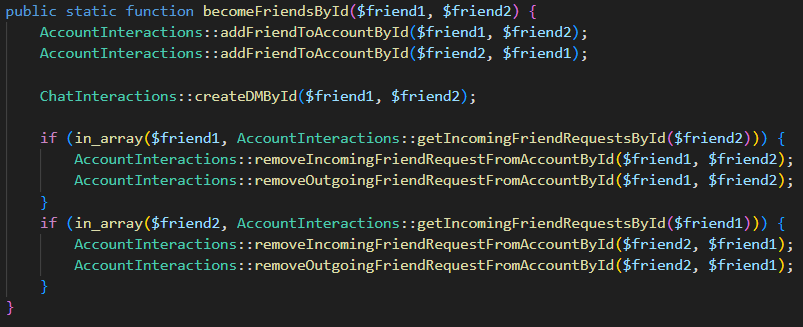 public static function becomeFriendsById($friend1, $friend2) {
AccountInteractions::addFriendToAccountById($friend1, $friend2);
AccountInteractions::addFriendToAccountById($friend2, $friend1);
ChatInteractions::createDMById($friend1, $friend2);
if (in_array($friend1, AccountInteractions::getIncomingFriendRequestsById($friend2))) {
AccountInteractions::removeIncomingFriendRequestFromAccountById($friend1, $friend2);
AccountInteractions::removeOutgoingFriendRequestFromAccountById($friend1, $friend2);
}
if (in_array($friend2, AccountInteractions::getIncomingFriendRequestsById($friend1))) {
AccountInteractions::removeIncomingFriendRequestFromAccountById($friend2, $friend1);
AccountInteractions::removeOutgoingFriendRequestFromAccountById($friend2, $friend1);
}
}